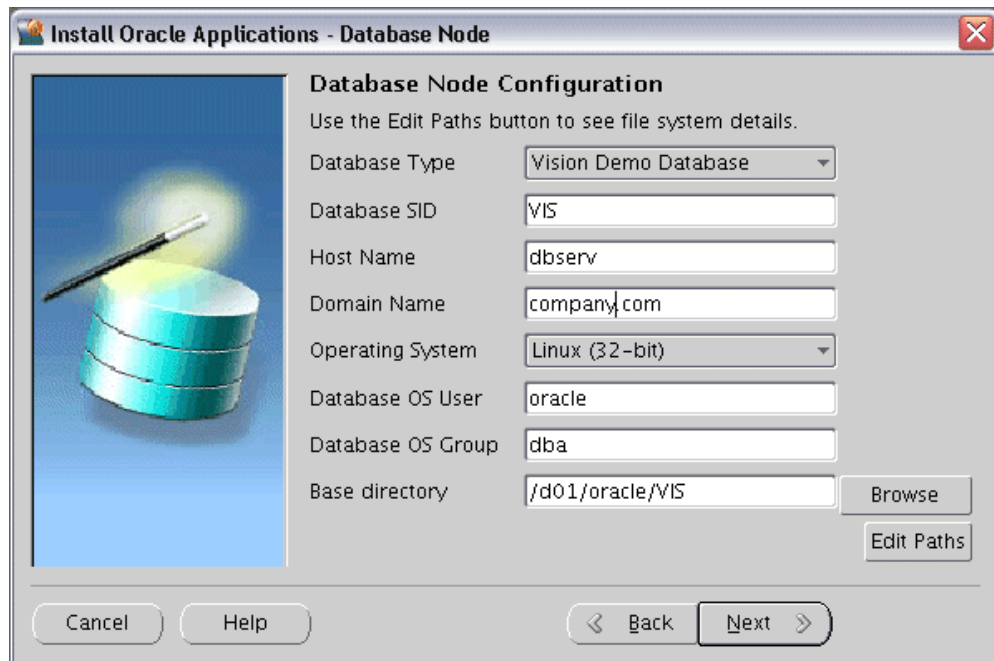 Install Oracle Applications - Database Node
Database Node Configuration
Use the Edit Paths button to see file system details.
Database Type Vision Demo Database
Database SID VIS
Host Name dbserv
Domain Name company.com
Operating System Linux (32-bit)
Database OS User oracle
Database OS Group dba
Base directory /d01/oracle/VIS Browse
Edit Paths
Cancel Help Back Next